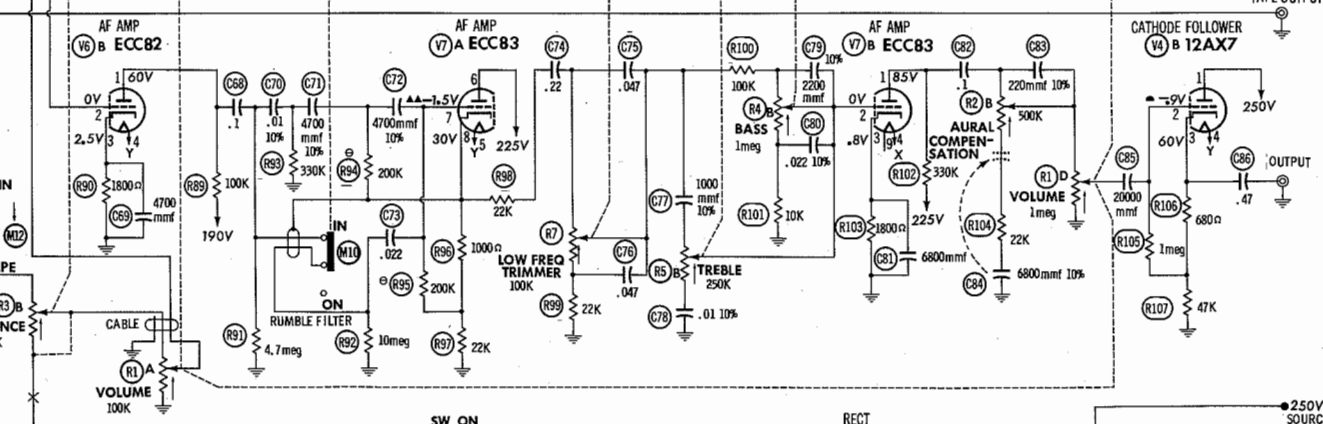 AF AMP
V6 B ECC82
AF AMP
V7 A ECC83
AF AMP
V7 B ECC83
CATHODE FOLLOWER
V4 B 12AX7
1 60V
0V
2
2.5V 3
4
Y
R90 1800Ω
C69 4700
mmf
R89 100K
190V
C68
.1
C70
.01
10%
R93 330K
C71
4700
mmf
10%
C72
4700mmf
10%
R94 200K
-1.5V
6
7
30V
8 5
Y
225V
R98
22K
C73
.022
IN
M10
ON
RUMBLE FILTER
R91 4.7meg
R92 10meg
R95 200K
R96 1000Ω
R97 22K
C74
.22
C75
.047
R7
LOW FREQ
TRIMMER
100K
C76
.047
R99 22K
C77 1000
mmf
10%
R5 B TREBLE
250K
C78 .01 10%
R100
100K
R4 B
BASS
1meg
C79
10%
2200
mmf
C80
.022 10%
R101 10K
1 85V
0V
2
.8V 3
9 4
X
R102 330K
225V
R103 1800Ω
C81 6800mmf
C82
.1
C83
220mmf 10%
R2 B 500K
AURAL
COMPEN-
SATION
R104 22K
C84 6800mmf 10%
R1 D
VOLUME
1meg
C85
20000
mmf
R105 1meg
R106
680Ω
R107 47K
1
-.9V
2
60V
3 4
Y
250V
C86
.47
OUTPUT
IN
M12
R3 B
CABLE
R1 A
VOLUME
100K
SW ON
RECT
250V